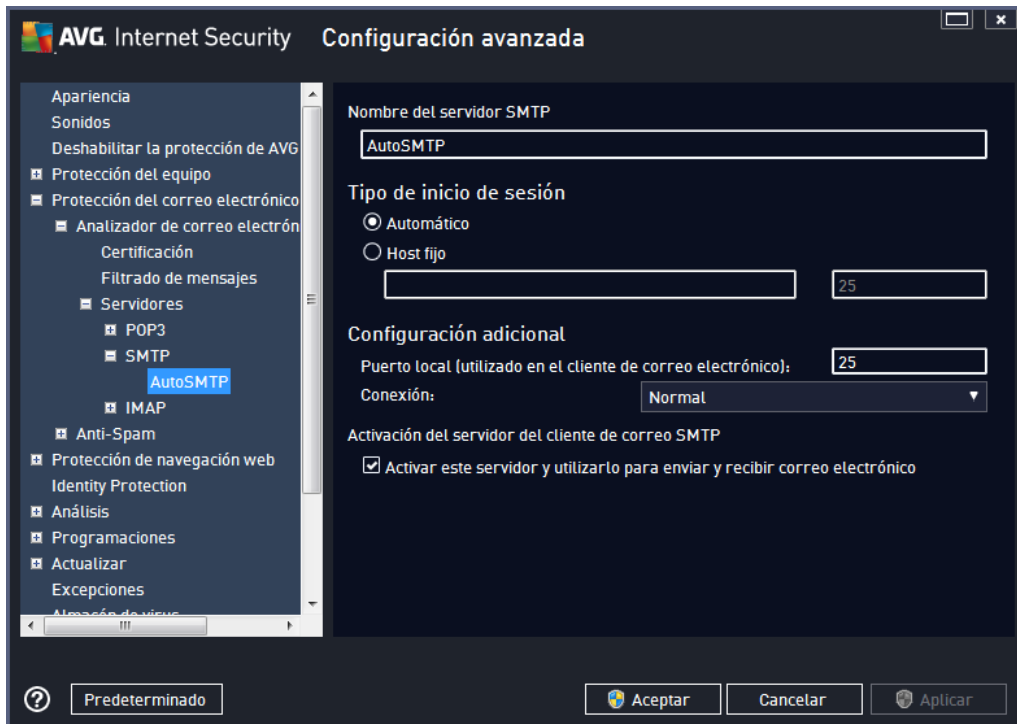 AVG Internet Security Configuración avanzada
Apariencia
Sonidos
Deshabilitar la protección de AVG
Protección del equipo
Protección del correo electrónico
Analizador de correo electrón
Certificación
Filtrado de mensajes
Servidores
POP3
SMTP
AutoSMTP
IMAP
Anti-Spam
Protección de navegación web
Identity Protection
Análisis
Programaciones
Actualizar
Excepciones
Almacén de virus
Nombre del servidor SMTP
AutoSMTP
Tipo de inicio de sesión
Automático
Host fijo
25
Configuración adicional
Puerto local (utilizado en el cliente de correo electrónico): 25
Conexión: Normal
Activación del servidor del cliente de correo SMTP
Activar este servidor y utilizarlo para enviar y recibir correo electrónico
? Predeterminado Aceptar Cancelar Aplicar